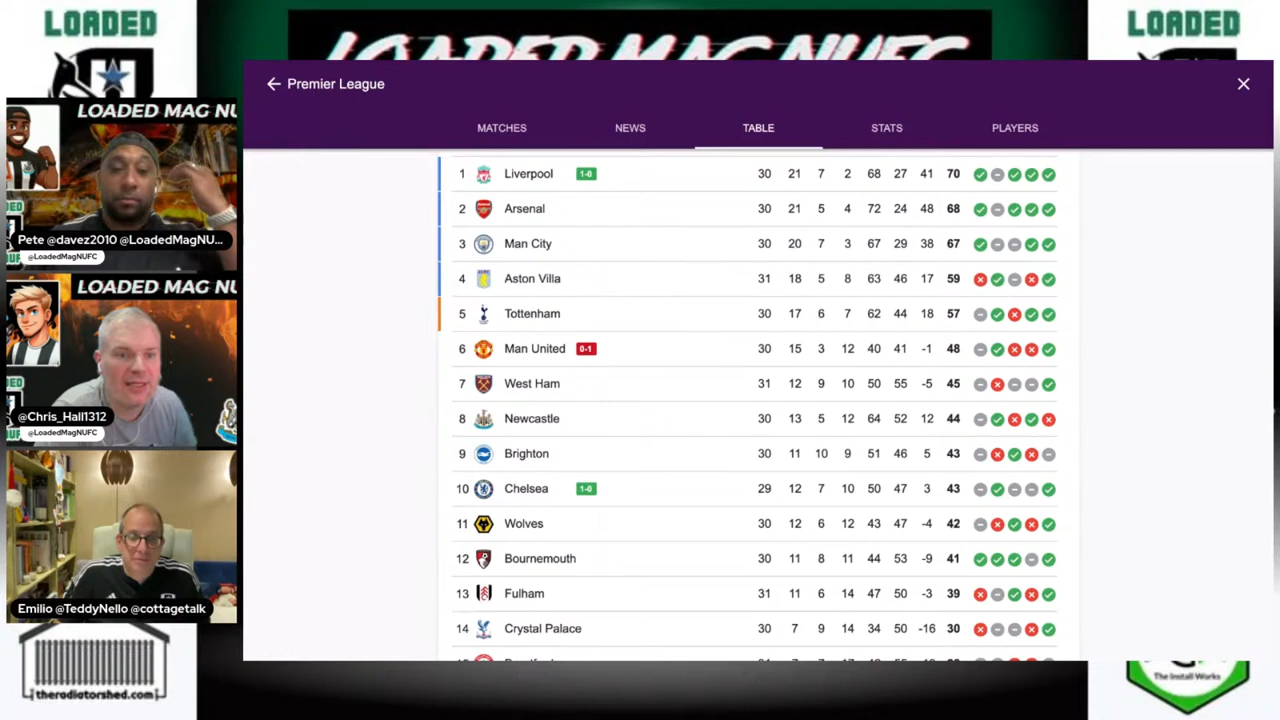 LOADED
LOADED MAG NUFC
LOADED
← Premier League
MATCHES NEWS TABLE STATS PLAYERS
1 Liverpool 1-0 30 21 7 2 68 27 41 70
2 Arsenal 30 21 5 4 72 24 48 68
3 Man City 30 20 7 3 67 29 38 67
4 Aston Villa 31 18 5 8 63 46 17 59
5 Tottenham 30 17 6 7 62 44 18 57
6 Man United 0-1 30 15 3 12 40 41 -1 48
7 West Ham 31 12 9 10 50 55 -5 45
8 Newcastle 30 13 5 12 64 52 12 44
9 Brighton 30 11 10 9 51 46 5 43
10 Chelsea 1-0 29 12 7 10 50 47 3 43
11 Wolves 30 12 6 12 43 47 -4 42
12 Bournemouth 30 11 8 11 44 53 -9 41
13 Fulham 31 11 6 14 47 50 -3 39
14 Crystal Palace 30 7 9 14 34 50 -16 30
LOADED MAG NU
Pete @davez2010 @LoadedMagNU...
@LoadedMagNUFC
LOADED MAG NU
@Chris_Hall1312
@LoadedMagNUFC
Emilio @TeddyNello @cottagetalk
theradiatorshed.com
The Install Works